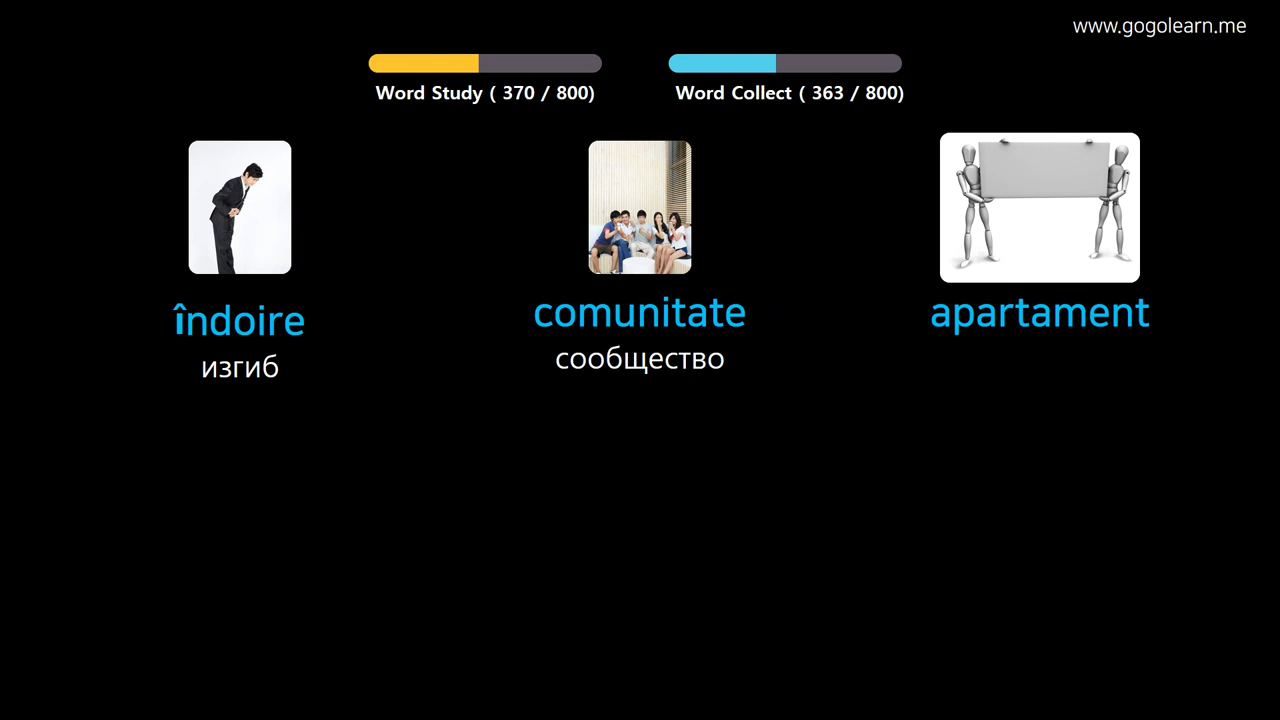 www.gogolearn.me
Word Study ( 370 / 800)
Word Collect ( 363 / 800)
îndoire
comunitate
apartament
изгиб
сообщество